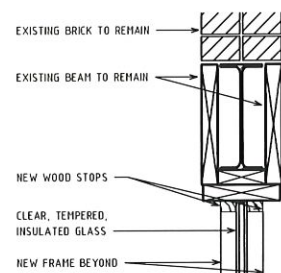 EXISTING BRICK TO REMAIN
EXISTING BEAM TO REMAIN
NEW WOOD STOPS
CLEAR, TEMPERED,
INSULATED GLASS
NEW FRAME BEYOND